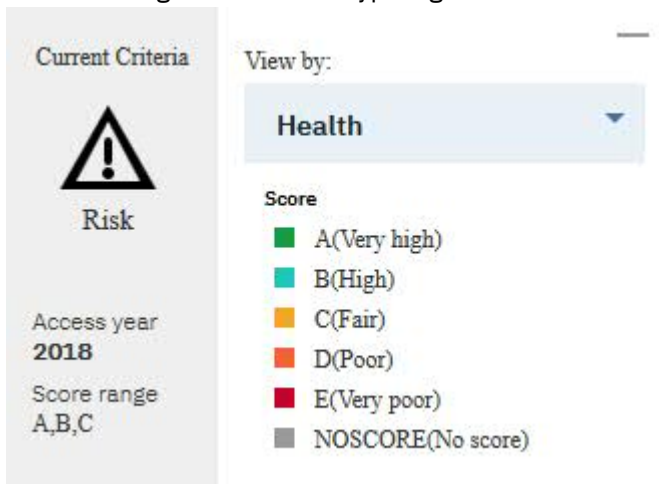 Current Criteria
Risk
Access year
2018
Score range
A,B,C
View by:
Health
Score
A(Very high)
B(High)
C(Fair)
D(Poor)
E(Very poor)
NOSCORE(No score)